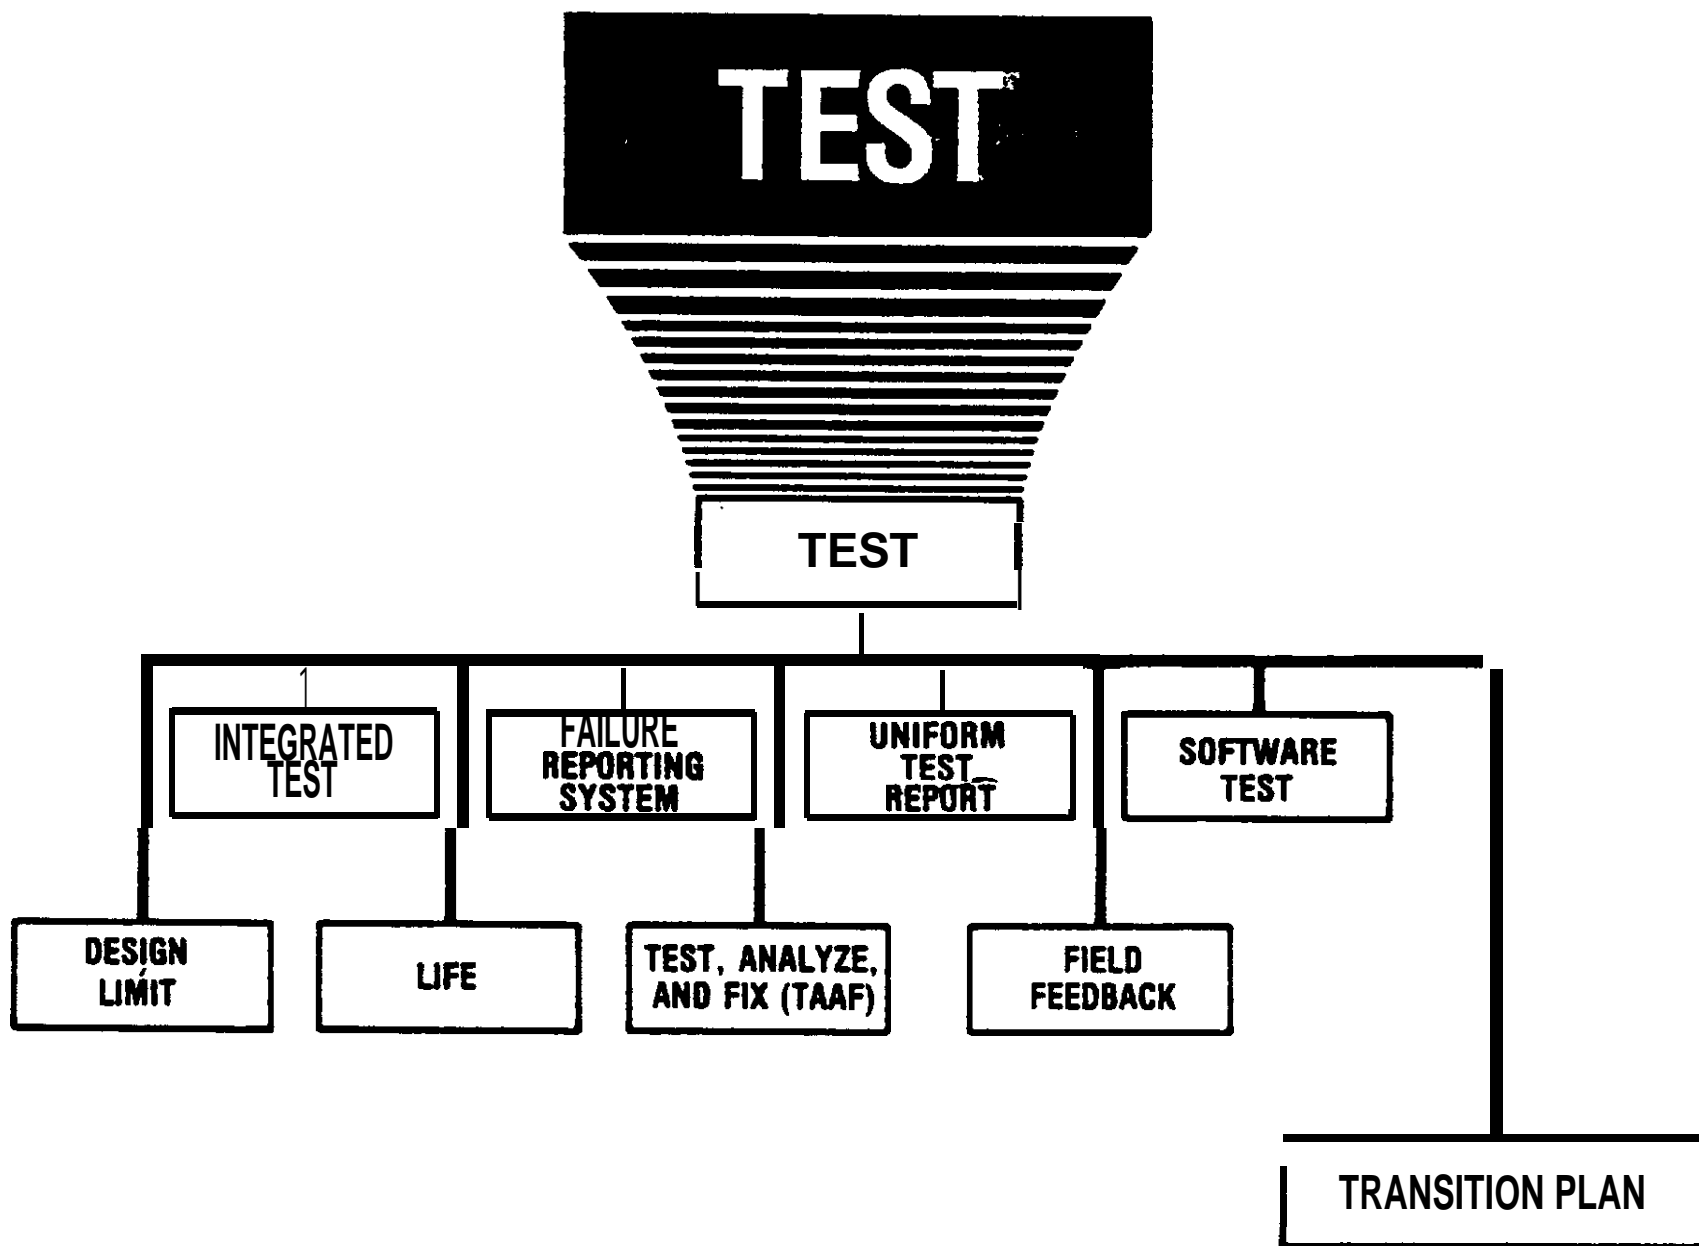 TEST
TEST
INTEGRATED
TEST
FAILURE
REPORTING
SYSTEM
UNIFORM
TEST
REPORT
SOFTWARE
TEST
DESIGN
LIMIT
LIFE
TEST, ANALYZE,
AND FIX (TAAF)
FIELD
FEEDBACK
TRANSITION PLAN